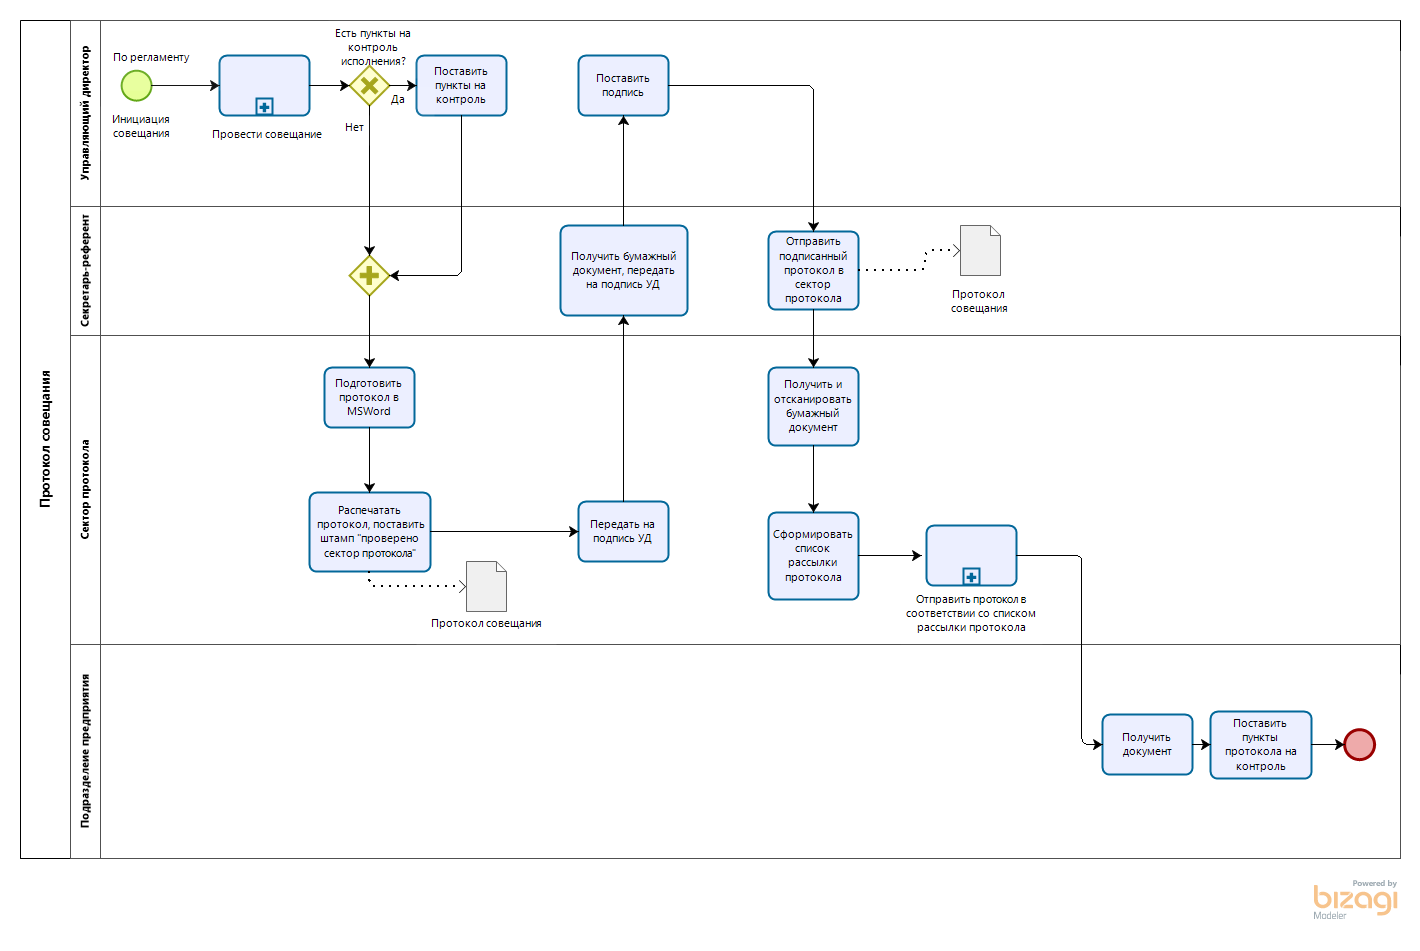 Протокол совещания
Управляющий директор
По регламенту
Инициация
совещания
Провести совещание
Есть пункты на
контроль
исполнения?
Да
Нет
Поставить
пункты на
контроль
Поставить
подпись
Секретарь-референт
Получить бумажный
документ, передать
на подпись УД
Отправить
подписанный
протокол в
сектор
протокола
Протокол
совещания
Сектор протокола
Подготовить
протокол в
MSWord
Распечатать
протокол, поставить
штамп "проверено
сектор протокола"
Протокол совещания
Передать на
подпись УД
Получить и
отсканировать
бумажный
документ
Сформировать
список
рассылки
протокола
Отправить протокол в
соответствии со списком
рассылки протокола
Подразделеие предприятия
Получить
документ
Поставить
пункты
протокола на
контроль
Powered by
bizagi
Modeler